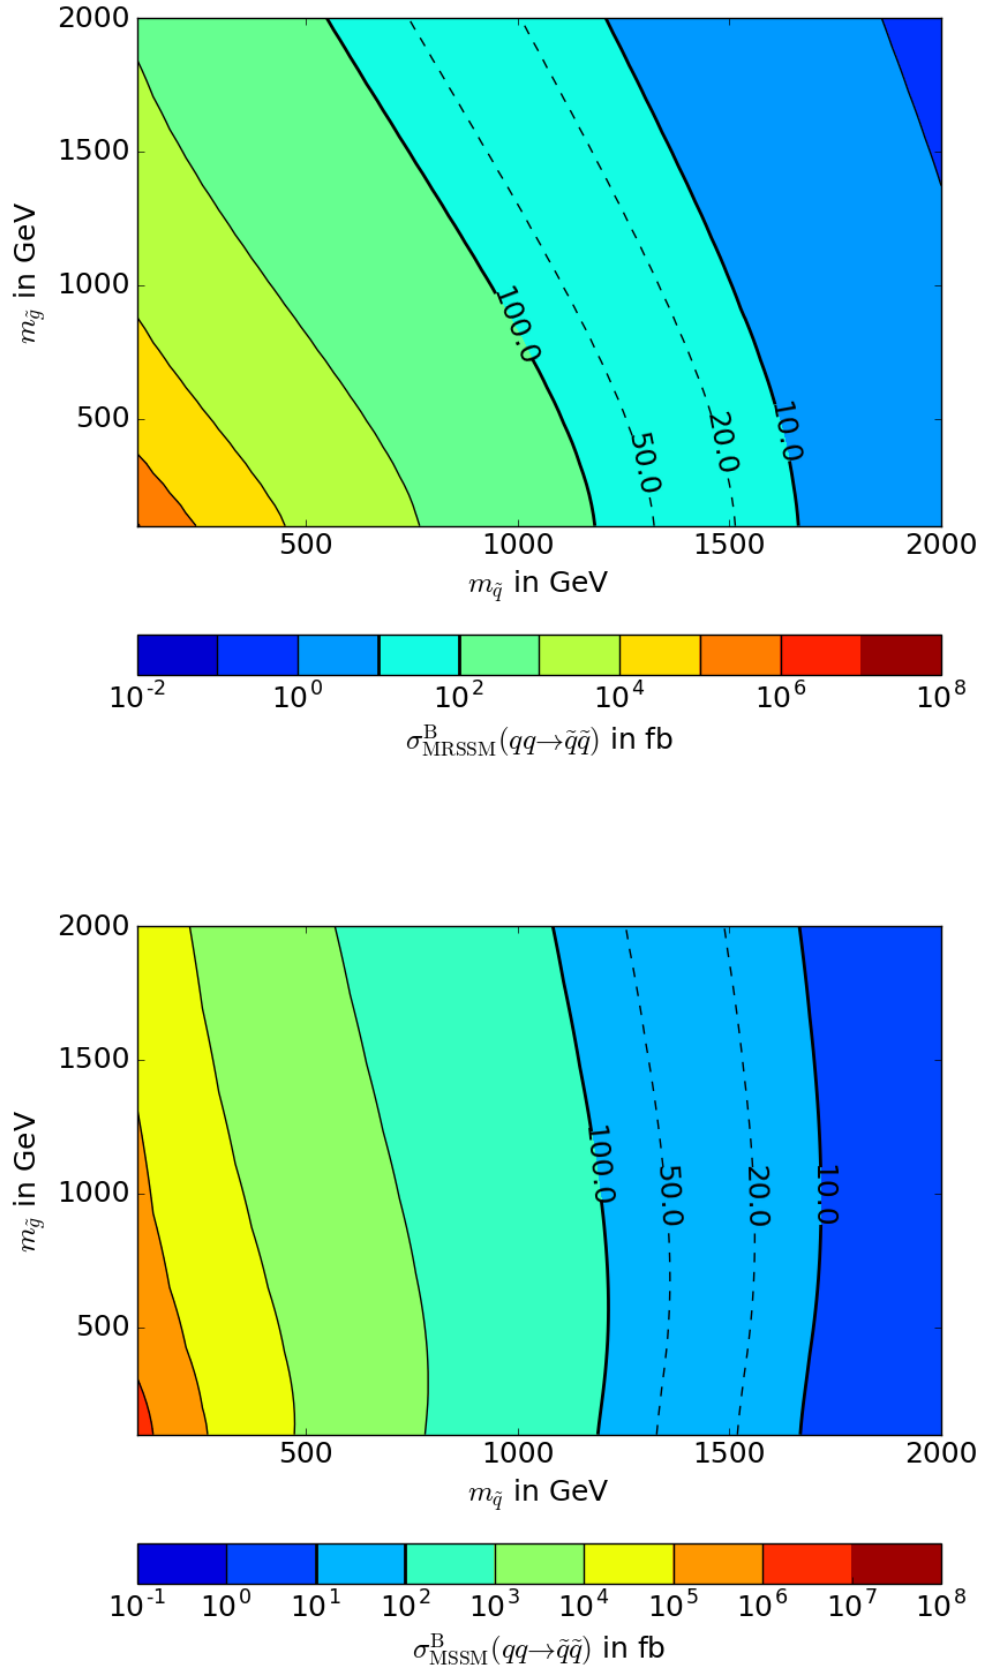 2000
1500
1000
500
m_g̃ in GeV
100.0
50.0
20.0
10.0
500 1000 1500 2000
m_q̃ in GeV
10^-2 10^0 10^2 10^4 10^6 10^8
σ^B_MRSSM(qq→q̃q̃) in fb
2000
1500
1000
500
m_g̃ in GeV
100.0
50.0
20.0
10.0
500 1000 1500 2000
m_q̃ in GeV
10^-1 10^0 10^1 10^2 10^3 10^4 10^5 10^6 10^7 10^8
σ^B_MSSM(qq→q̃q̃) in fb